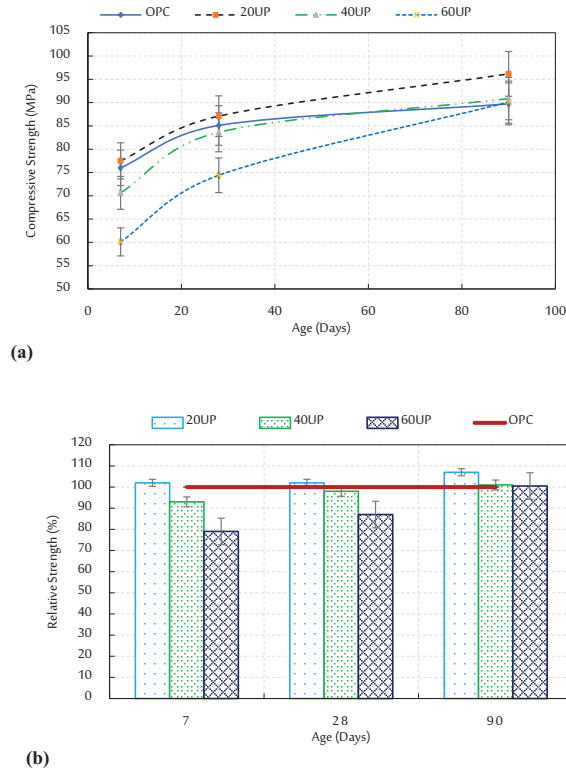 OPC 20UP 40UP 60UP
105
100
95
90
85
80
75
70
65
60
55
50
Compressive Strength (MPa)
0 20 40 60 80 100
Age (Days)
(a)
20UP 40UP 60UP OPC
120
110
100
90
80
70
60
50
40
30
20
10
0
Relative Strength (%)
7 28 90
Age (Days)
(b)